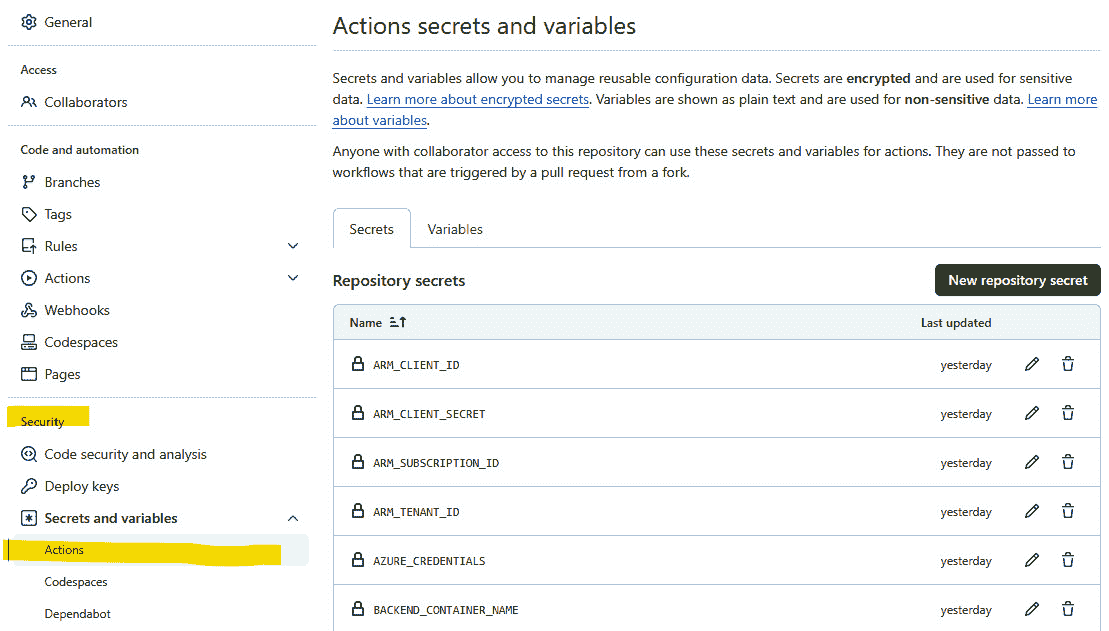 General
Access
Collaborators
Code and automation
Branches
Tags
Rules
Actions
Webhooks
Codespaces
Pages
Security
Code security and analysis
Deploy keys
Secrets and variables
Actions
Codespaces
Dependabot
Actions secrets and variables
Secrets and variables allow you to manage reusable configuration data. Secrets are encrypted and are used for sensitive
data. Learn more about encrypted secrets. Variables are shown as plain text and are used for non-sensitive data. Learn more
about variables.
Anyone with collaborator access to this repository can use these secrets and variables for actions. They are not passed to
workflows that are triggered by a pull request from a fork.
Secrets Variables
Repository secrets New repository secret
Name Last updated
ARM_CLIENT_ID yesterday
ARM_CLIENT_SECRET yesterday
ARM_SUBSCRIPTION_ID yesterday
ARM_TENANT_ID yesterday
AZURE_CREDENTIALS yesterday
BACKEND_CONTAINER_NAME yesterday